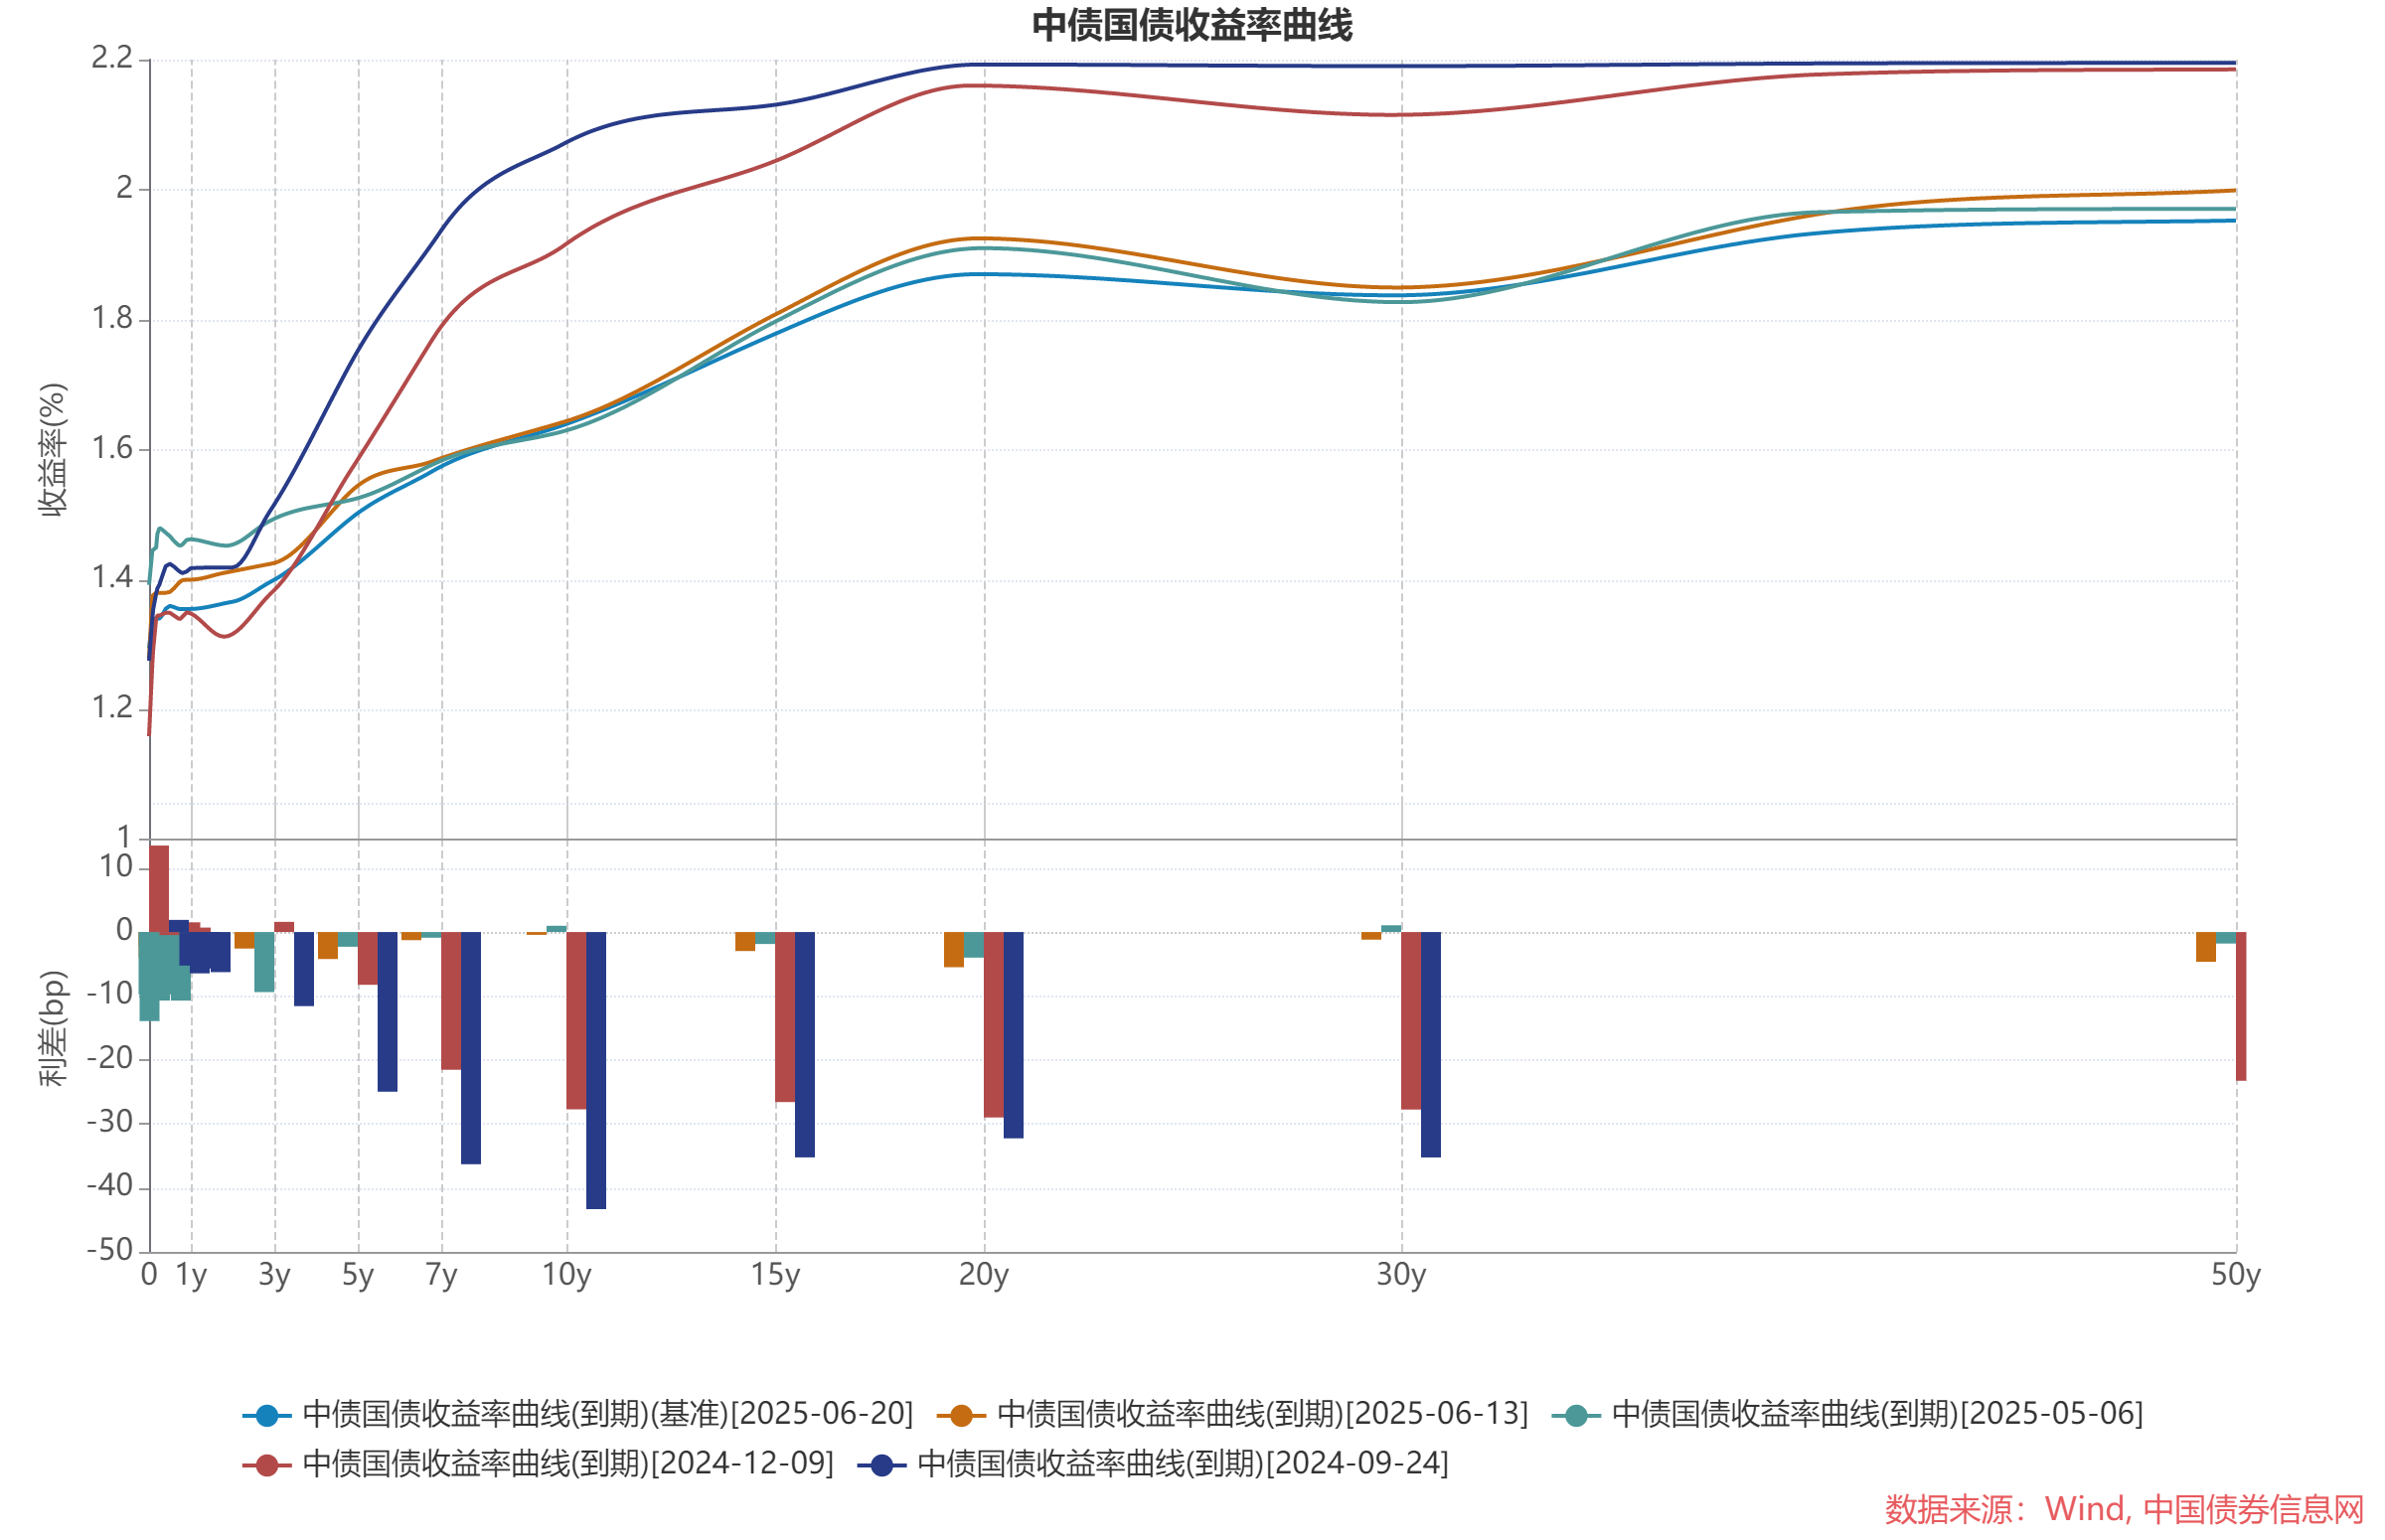 中债国债收益率曲线
收益率(%)
2.2
2
1.8
1.6
1.4
1.2
1
利差(bp)
10
0
-10
-20
-30
-40
-50
0 1y 3y 5y 7y 10y 15y 20y 30y 50y
中债国债收益率曲线(到期)(基准)[2025-06-20] 中债国债收益率曲线(到期)[2025-06-13] 中债国债收益率曲线(到期)[2025-05-06]
中债国债收益率曲线(到期)[2024-12-09] 中债国债收益率曲线(到期)[2024-09-24]
数据来源：Wind, 中国债券信息网